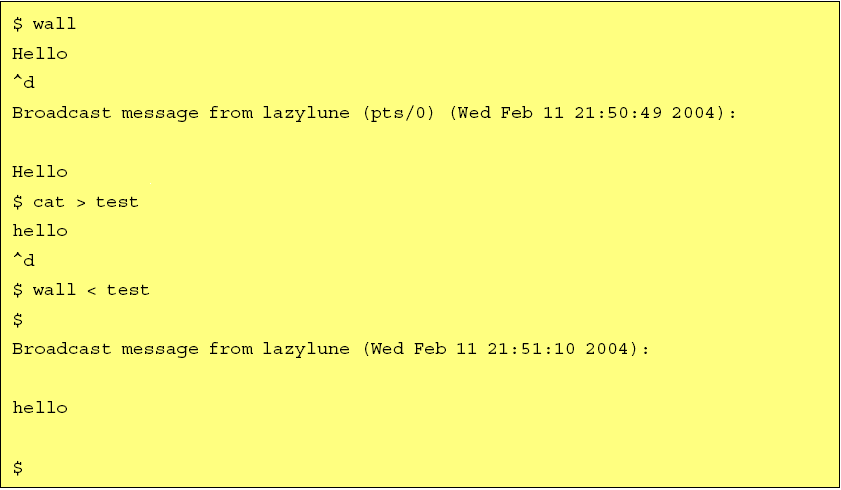 $ wall
Hello
^d
Broadcast message from lazylune (pts/0) (Wed Feb 11 21:50:49 2004):
Hello
$ cat > test
hello
^d
$ wall < test
$
Broadcast message from lazylune (Wed Feb 11 21:51:10 2004):
hello
$